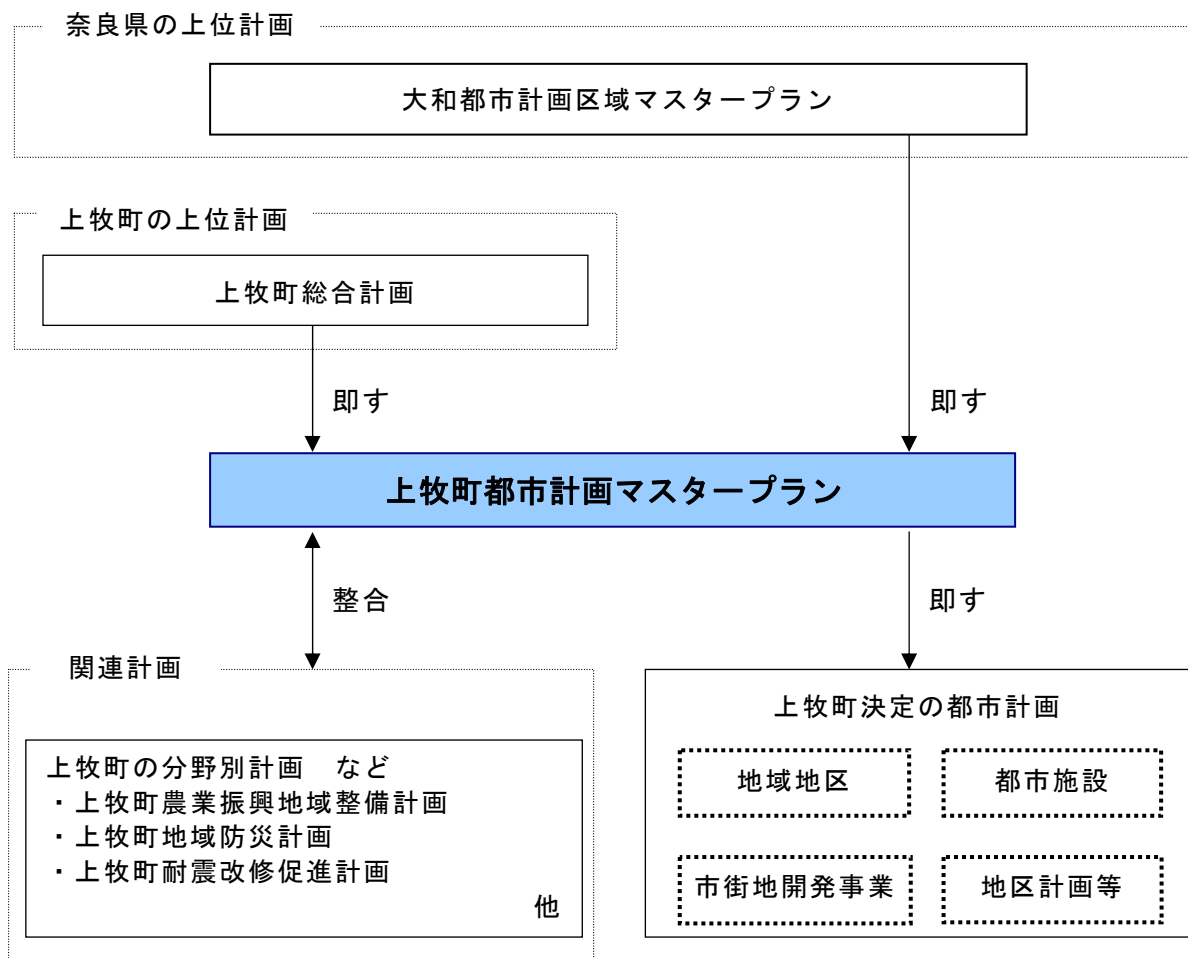 奈良県の上位計画
大和都市計画区域マスタープラン
上牧町の上位計画
上牧町総合計画
即す
即す
上牧町都市計画マスタープラン
整合
即す
関連計画
上牧町の分野別計画　など
・上牧町農業振興地域整備計画
・上牧町地域防災計画
・上牧町耐震改修促進計画
他
上牧町決定の都市計画
地域地区
都市施設
市街地開発事業
地区計画等